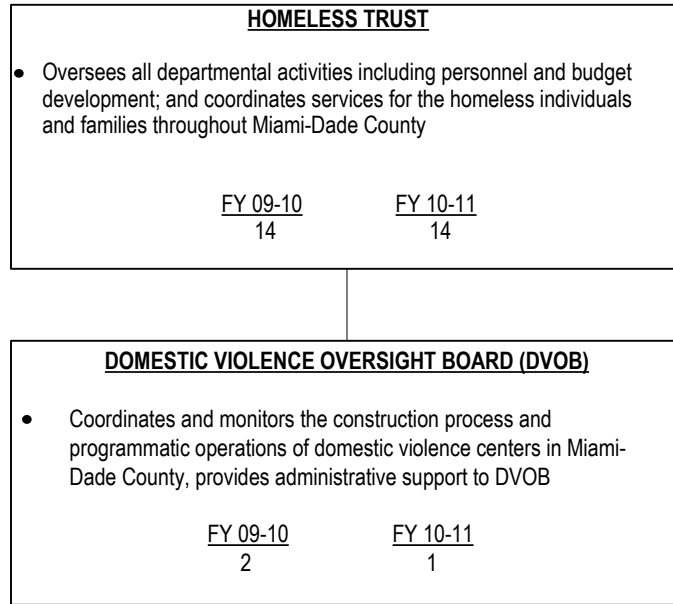 HOMELESS TRUST
● Oversees all departmental activities including personnel and budget
development; and coordinates services for the homeless individuals
and families throughout Miami-Dade County
FY 09-10 FY 10-11
14 14
DOMESTIC VIOLENCE OVERSIGHT BOARD (DVOB)
● Coordinates and monitors the construction process and
programmatic operations of domestic violence centers in Miami-
Dade County, provides administrative support to DVOB
FY 09-10 FY 10-11
2 1